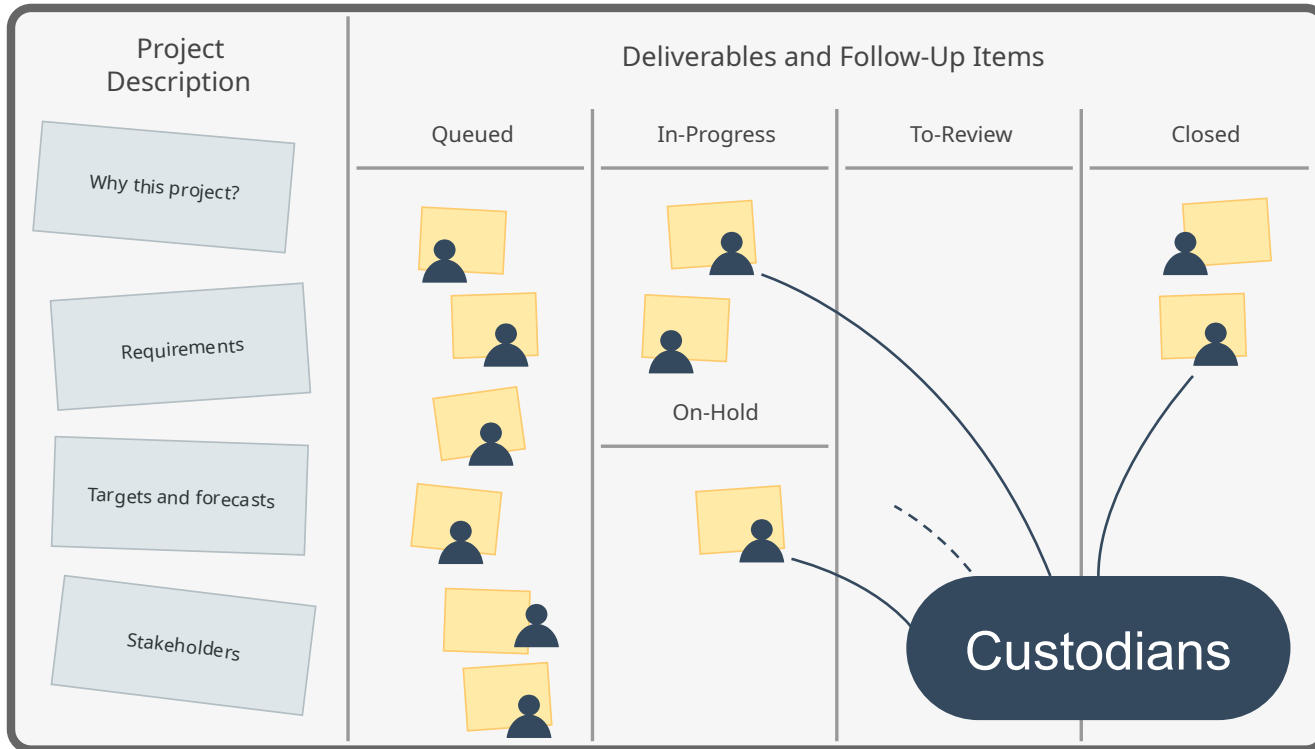 Project
Description
Deliverables and Follow-Up Items
Queued
In-Progress
To-Review
Closed
Why this project?
Requirements
On-Hold
Targets and forecasts
Stakeholders
Custodians